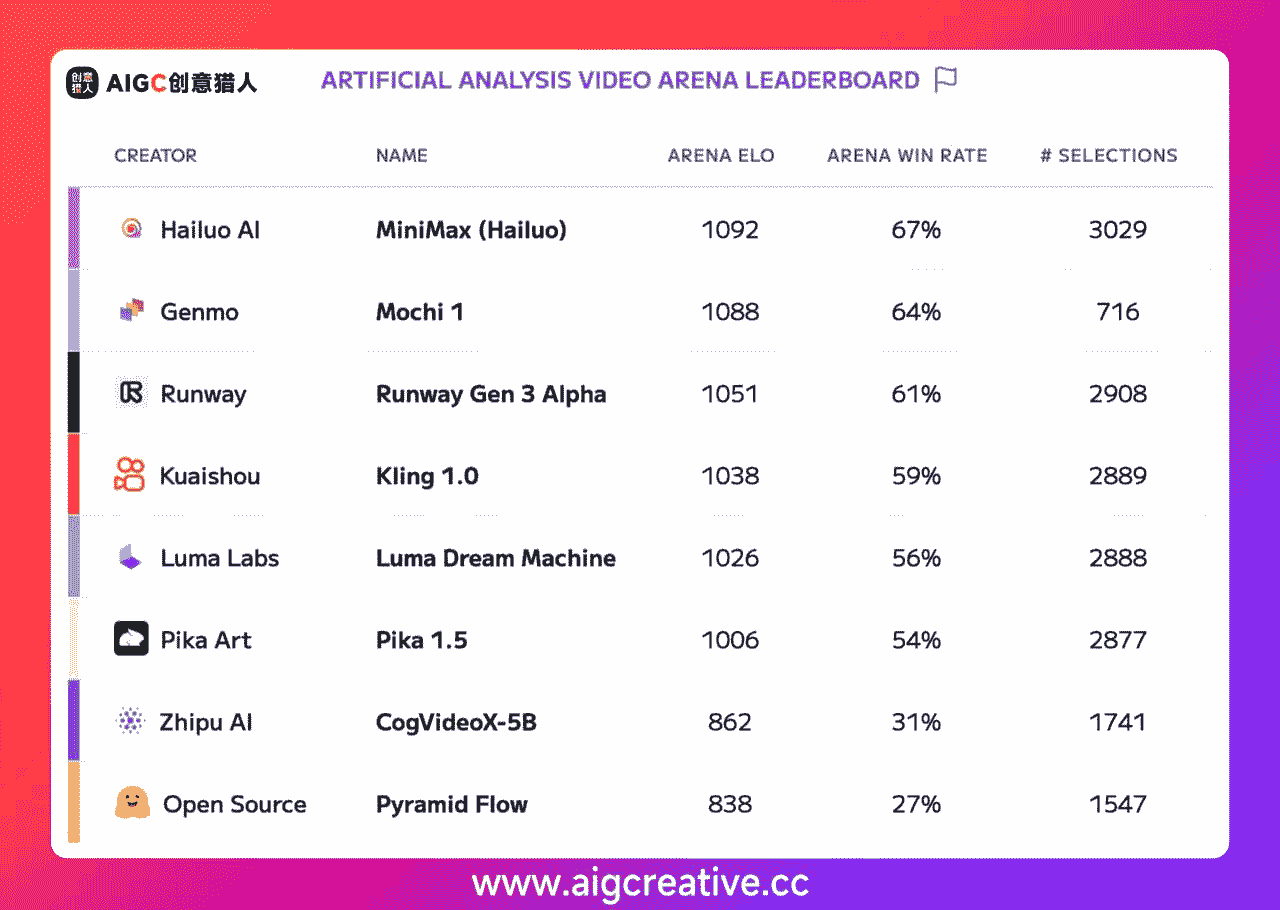 创意猎人 AIGC创意猎人 ARTIFICIAL ANALYSIS VIDEO ARENA LEADERBOARD
CREATOR NAME ARENA ELO ARENA WIN RATE # SELECTIONS
Hailuo AI MiniMax (Hailuo) 1092 67% 3029
Genmo Mochi 1 1088 64% 716
Runway Runway Gen 3 Alpha 1051 61% 2908
Kuaishou Kling 1.0 1038 59% 2889
Luma Labs Luma Dream Machine 1026 56% 2888
Pika Art Pika 1.5 1006 54% 2877
Zhipu AI CogVideoX-5B 862 31% 1741
Open Source Pyramid Flow 838 27% 1547
www.aigcreative.cc